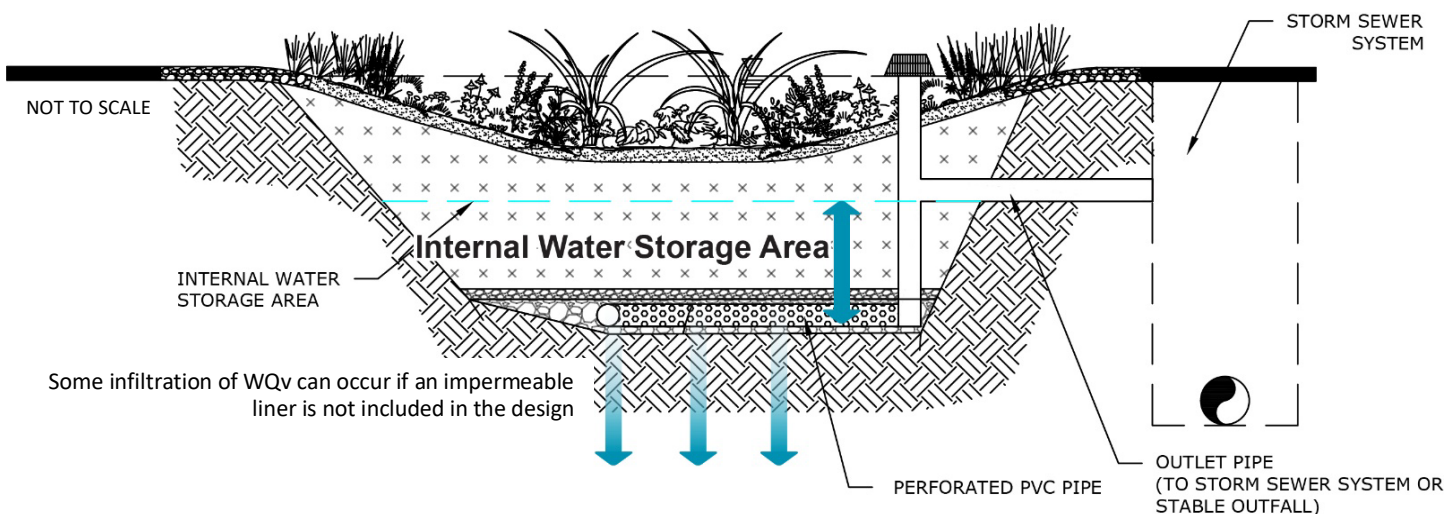 STORM SEWER
SYSTEM
NOT TO SCALE
Internal Water Storage Area
INTERNAL WATER
STORAGE AREA
Some infiltration of WQv can occur if an impermeable
liner is not included in the design
PERFORATED PVC PIPE
OUTLET PIPE
(TO STORM SEWER SYSTEM OR
STABLE OUTFALL)